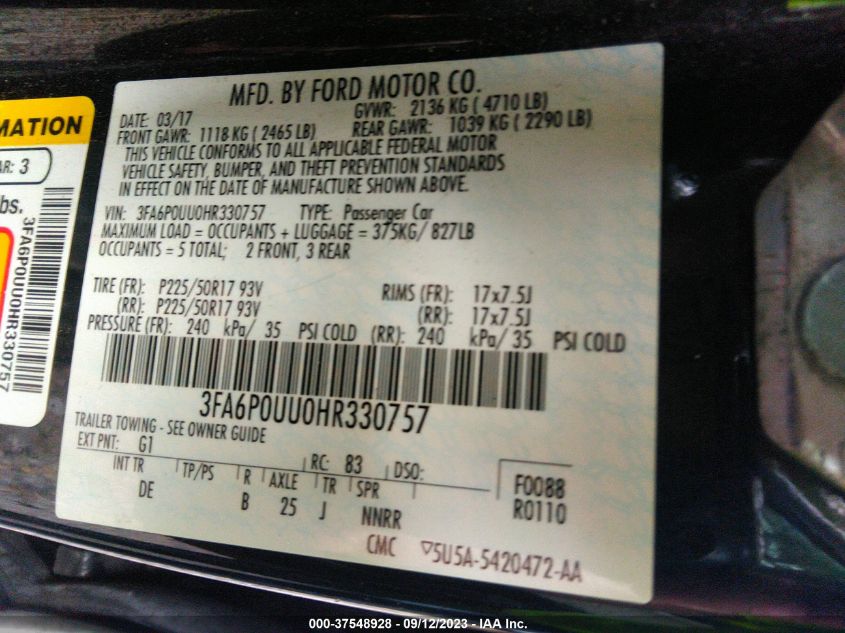 MATION
AR: 3
bs.
3FA6P0UU0HR330757
MFD. BY FORD MOTOR CO.
DATE: 03/17 GVWR: 2136 KG ( 4710 LB)
FRONT GAWR: 1118 KG ( 2465 LB) REAR GAWR: 1039 KG ( 2290 LB)
THIS VEHICLE CONFORMS TO ALL APPLICABLE FEDERAL MOTOR
VEHICLE SAFETY, BUMPER, AND THEFT PREVENTION STANDARDS
IN EFFECT ON THE DATE OF MANUFACTURE SHOWN ABOVE.
VIN: 3FA6P0UU0HR330757 TYPE: Passenger Car
MAXIMUM LOAD = OCCUPANTS + LUGGAGE = 375KG/ 827LB
OCCUPANTS = 5 TOTAL; 2 FRONT, 3 REAR
TIRE (FR): P225/50R17 93V RIMS (FR): 17x7.5J
(RR): P225/50R17 93V (RR): 17x7.5J
PRESSURE (FR): 240 kPa/ 35 PSI COLD (RR): 240 kPa/ 35 PSI COLD
3FA6P0UU0HR330757
TRAILER TOWING - SEE OWNER GUIDE
EXT PNT: G1 RC: 83 DSO: F0088
INT TR TP/PS R AXLE TR SPR R0110
DE B 25 J NNRR
CMC ▽5U5A-5420472-AA
000-37548928 - 09/12/2023 - IAA Inc.